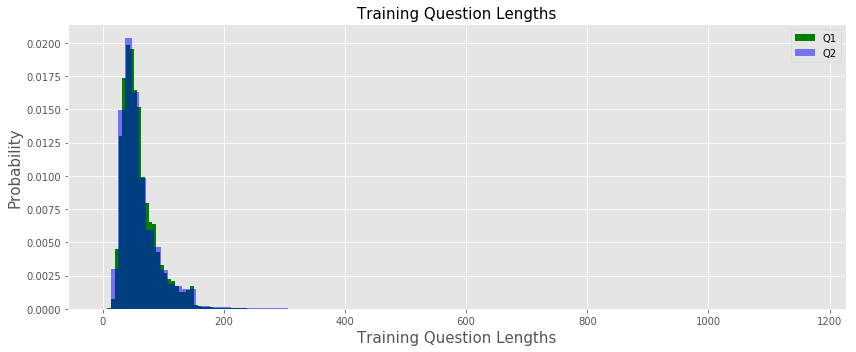 Training Question Lengths
Q1
Q2
0.0200
0.0175
0.0150
0.0125
0.0100
0.0075
0.0050
0.0025
0.0000
Probability
0 200 400 600 800 1000 1200
Training Question Lengths